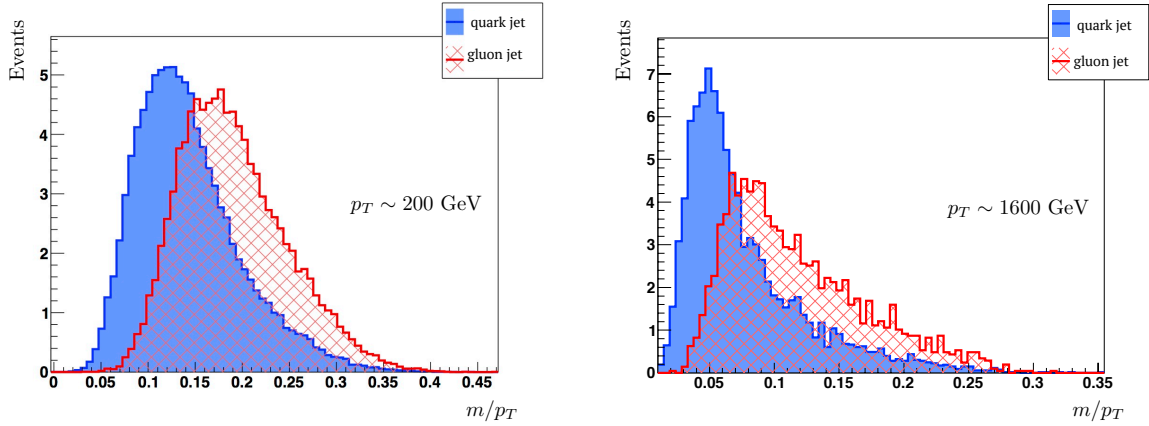 quark jet
gluon jet
Events
5
4
3
2
1
0
p_T ∼ 200 GeV
0 0.05 0.1 0.15 0.2 0.25 0.3 0.35 0.4 0.45
m/p_T
quark jet
gluon jet
Events
7
6
5
4
3
2
1
0
p_T ∼ 1600 GeV
0.05 0.1 0.15 0.2 0.25 0.3 0.35
m/p_T